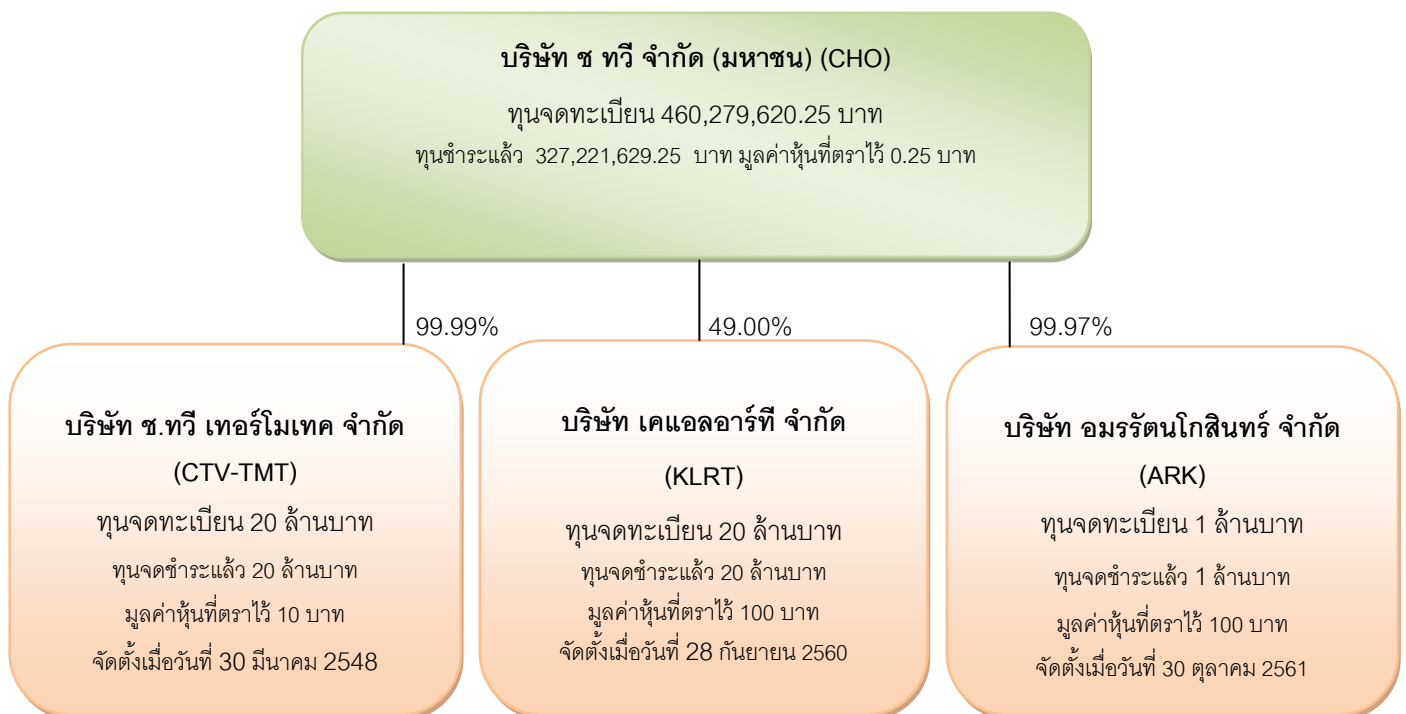 บริษัท ช ทวี จำกัด (มหาชน) (CHO)
ทุนจดทะเบียน 460,279,620.25 บาท
ทุนชำระแล้ว 327,221,629.25 บาท มูลค่าหุ้นที่ตราไว้ 0.25 บาท
99.99%
49.00%
99.97%
บริษัท ช.ทวี เทอร์โมเทค จำกัด
(CTV-TMT)
ทุนจดทะเบียน 20 ล้านบาท
ทุนจดชำระแล้ว 20 ล้านบาท
มูลค่าหุ้นที่ตราไว้ 10 บาท
จัดตั้งเมื่อวันที่ 30 มีนาคม 2548
บริษัท เคแอลอาร์ที จำกัด
(KLRT)
ทุนจดทะเบียน 20 ล้านบาท
ทุนจดชำระแล้ว 20 ล้านบาท
มูลค่าหุ้นที่ตราไว้ 100 บาท
จัดตั้งเมื่อวันที่ 28 กันยายน 2560
บริษัท อมรรัตนโกสินทร์ จำกัด
(ARK)
ทุนจดทะเบียน 1 ล้านบาท
ทุนจดชำระแล้ว 1 ล้านบาท
มูลค่าหุ้นที่ตราไว้ 100 บาท
จัดตั้งเมื่อวันที่ 30 ตุลาคม 2561